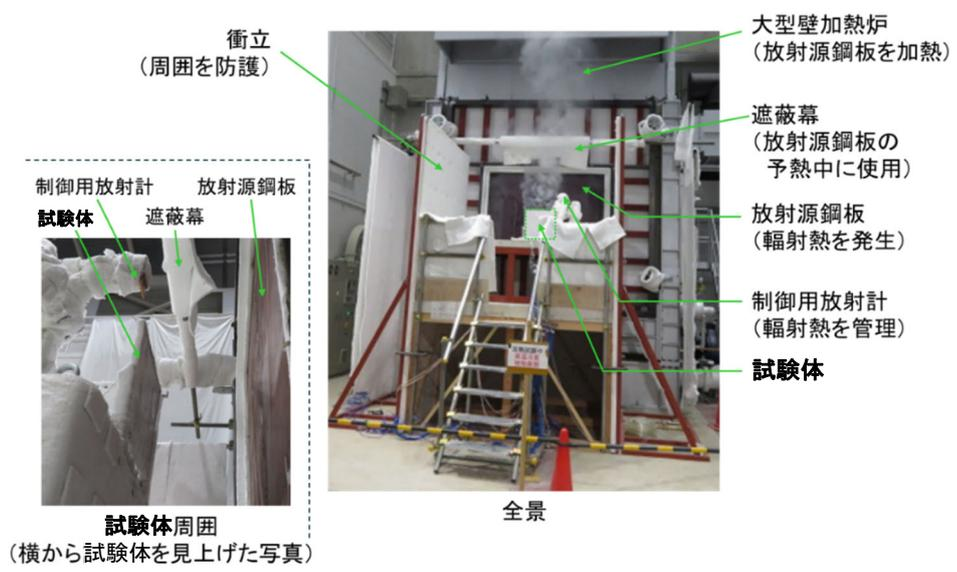 衝立
（周囲を防護）
大型壁加熱炉
（放射源鋼板を加熱）
遮蔽幕
（放射源鋼板の
予熱中に使用）
放射源鋼板
（輻射熱を発生）
制御用放射計
（輻射熱を管理）
試験体
全景
制御用放射計
放射源鋼板
試験体
遮蔽幕
試験体周囲
（横から試験体を見上げた写真）